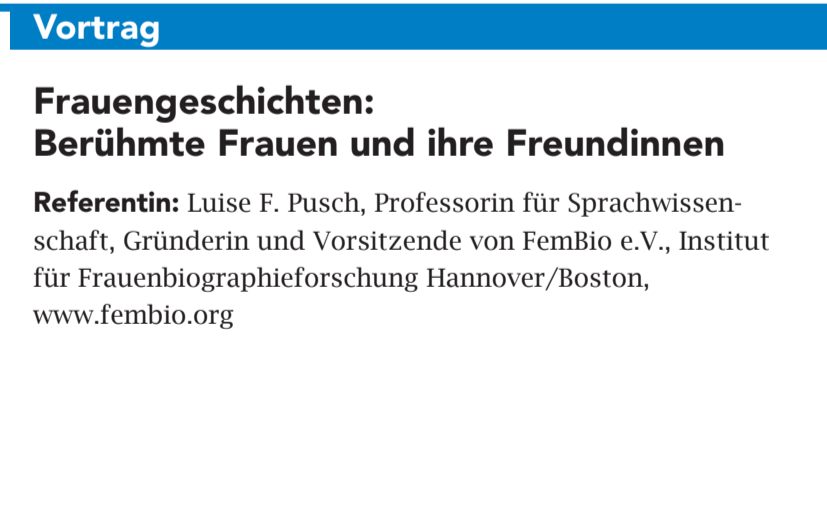 Vortrag
Frauengeschichten:
Berühmte Frauen und ihre Freundinnen
Referentin: Luise F. Pusch, Professorin für Sprachwissen-
schaft, Gründerin und Vorsitzende von FemBio e.V., Institut
für Frauenbiographieforschung Hannover/Boston,
www.fembio.org